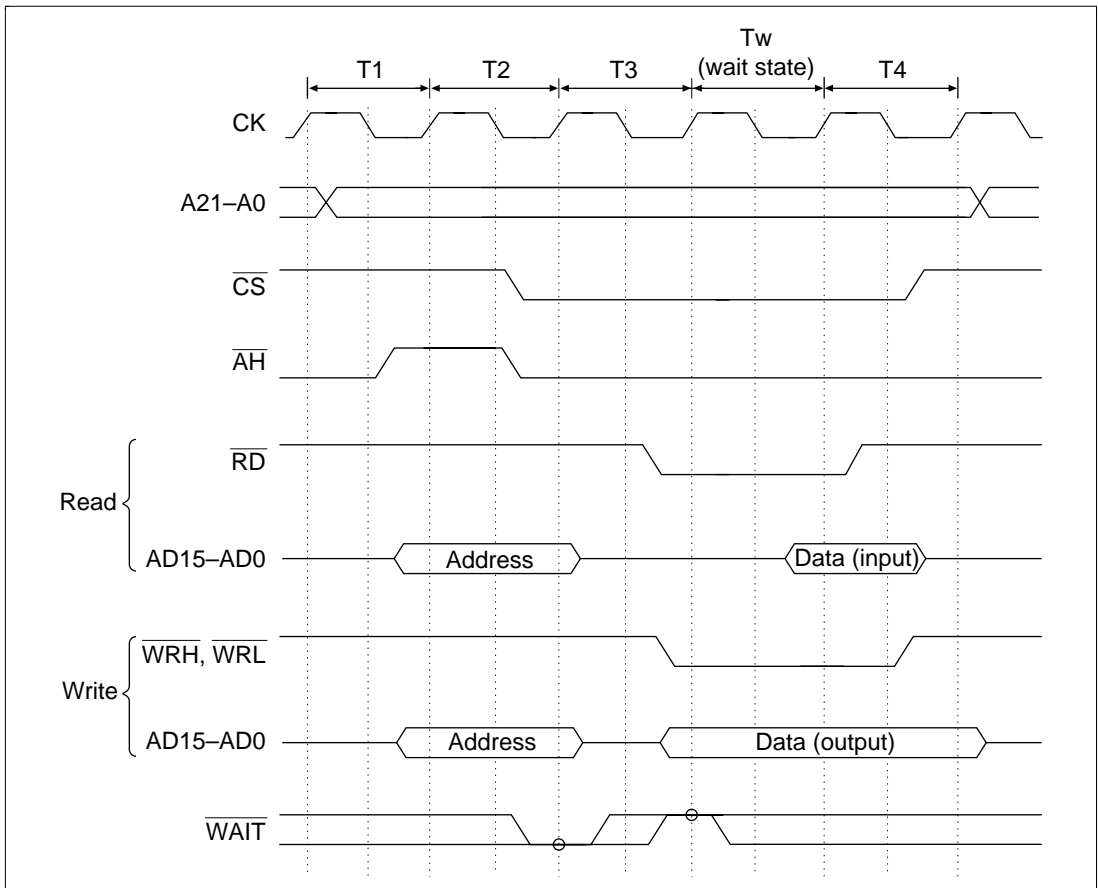 Tw
T1 T2 T3 (wait state) T4
CK
A21–A0
CS
AH
RD
Read
AD15–AD0 Address Data (input)
WRH, WRL
Write
AD15–AD0 Address Data (output)
WAIT